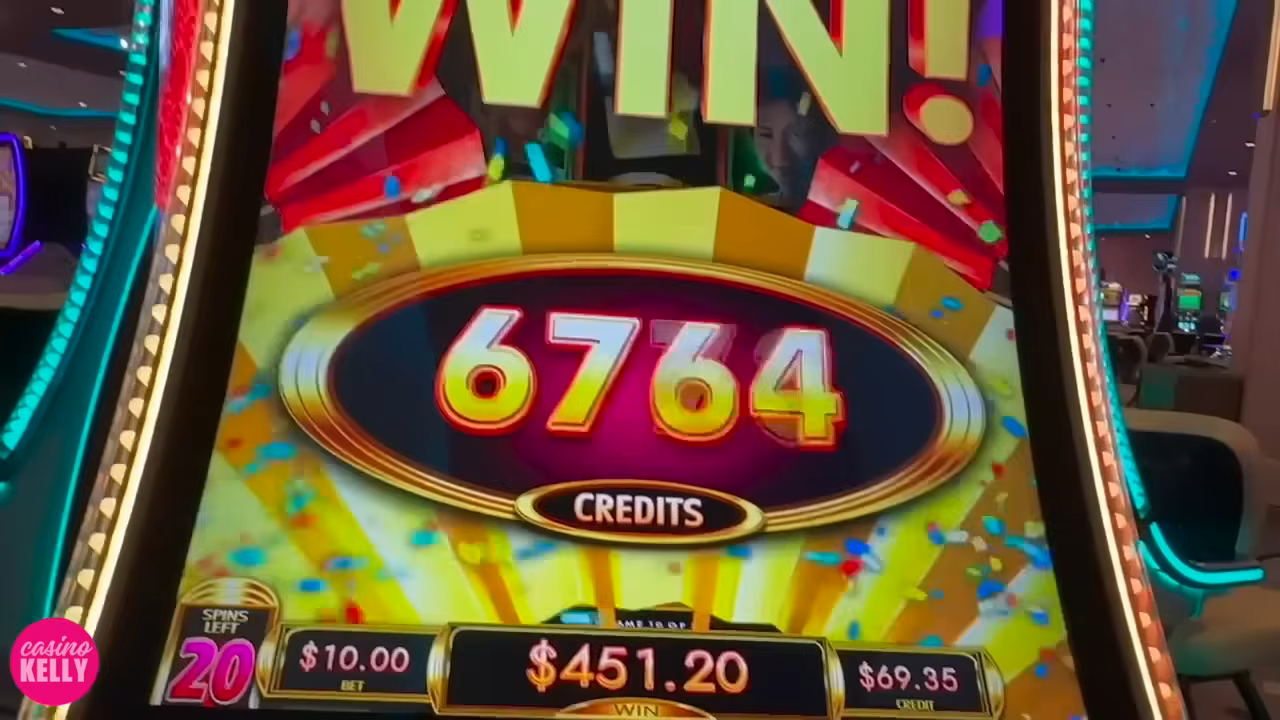 WIN!
6764
CREDITS
SPINS
LEFT
20
$10.00
BET
$451.20
WIN
$69.35
CREDIT
casino
KELLY